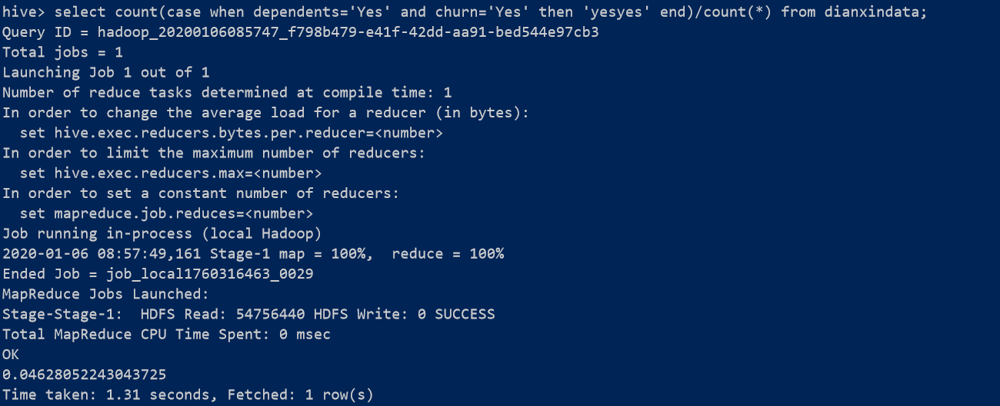 hive> select count(case when dependents='Yes' and churn='Yes' then 'yesyes' end)/count(*) from dianxindata;
Query ID = hadoop_20200106085747_f798b479-e41f-42dd-aa91-bed544e97cb3
Total jobs = 1
Launching Job 1 out of 1
Number of reduce tasks determined at compile time: 1
In order to change the average load for a reducer (in bytes):
  set hive.exec.reducers.bytes.per.reducer=<number>
In order to limit the maximum number of reducers:
  set hive.exec.reducers.max=<number>
In order to set a constant number of reducers:
  set mapreduce.job.reduces=<number>
Job running in-process (local Hadoop)
2020-01-06 08:57:49,161 Stage-1 map = 100%,  reduce = 100%
Ended Job = job_local1760316463_0029
MapReduce Jobs Launched:
Stage-Stage-1:  HDFS Read: 54756440 HDFS Write: 0 SUCCESS
Total MapReduce CPU Time Spent: 0 msec
OK
0.04628052243043725
Time taken: 1.31 seconds, Fetched: 1 row(s)